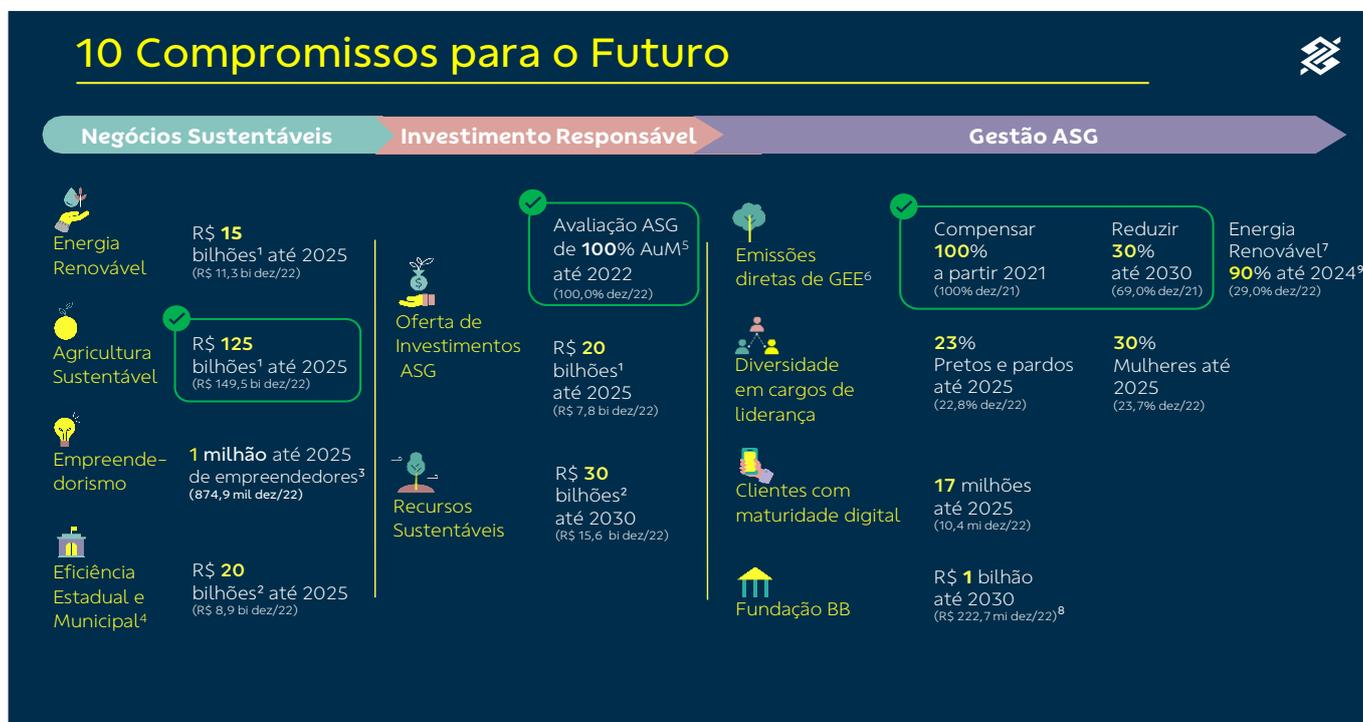 10 Compromissos para o Futuro
Negócios Sustentáveis
Investimento Responsável
Gestão ASG
Energia
Renovável
R$ 15
bilhões¹ até 2025
(R$ 11,3 bi dez/22)
Agricultura
Sustentável
R$ 125
bilhões¹ até 2025
(R$ 149,5 bi dez/22)
Empreende-
dorismo
1 milhão até 2025
de empreendedores³
(874,9 mil dez/22)
Eficiência
Estadual e
Municipal⁴
R$ 20
bilhões² até 2025
(R$ 8,9 bi dez/22)
Oferta de
Investimentos
ASG
Avaliação ASG
de 100% AuM⁵
até 2022
(100,0% dez/22)
R$ 20
bilhões¹
até 2025
(R$ 7,8 bi dez/22)
Recursos
Sustentáveis
R$ 30
bilhões²
até 2030
(R$ 15,6 bi dez/22)
Emissões
diretas de GEE⁶
Compensar
100%
a partir 2021
(100% dez/21)
Reduzir
30%
até 2030
(69,0% dez/21)
Energia
Renovável⁷
90% até 2024⁹
(29,0% dez/22)
Diversidade
em cargos de
liderança
23%
Pretos e pardos
até 2025
(22,8% dez/22)
30%
Mulheres até
2025
(23,7% dez/22)
Clientes com
maturidade digital
17 milhões
até 2025
(10,4 mi dez/22)
Fundação BB
R$ 1 bilhão
até 2030
(R$ 222,7 mi dez/22)⁸